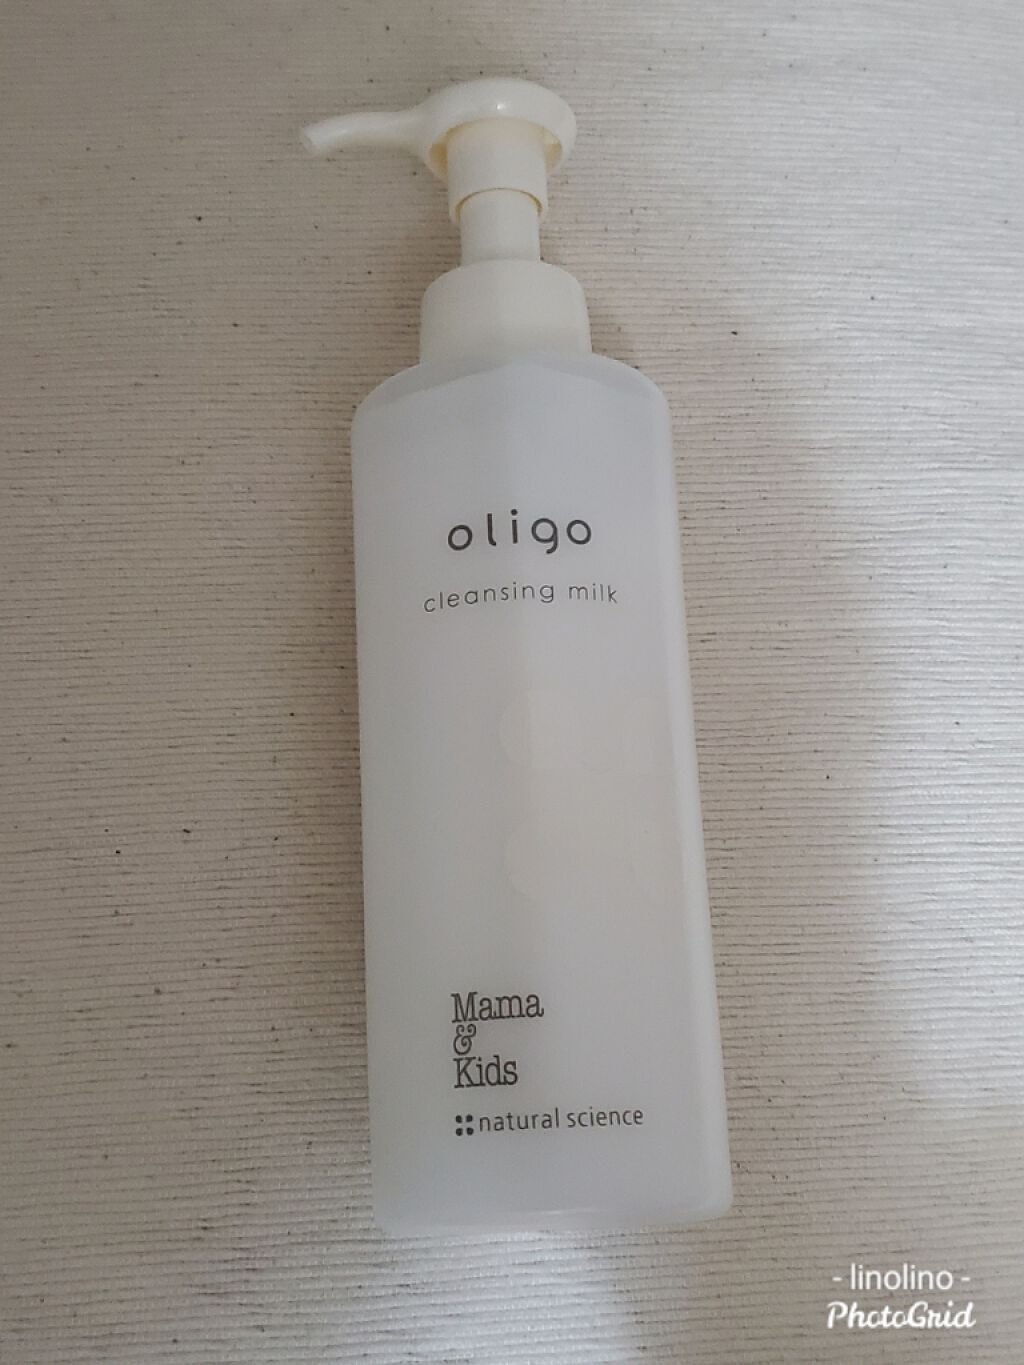 oligo
cleansing milk
Mama
&
Kids
natural science
- linolino -
PhotoGrid